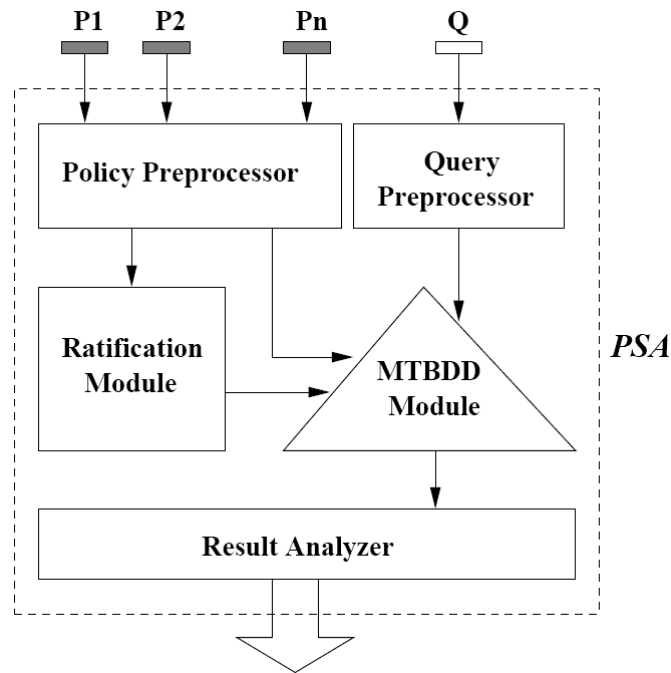 P1 P2 Pn Q
Policy Preprocessor
Query
Preprocessor
Ratification
Module
MTBDD
Module
PSA
Result Analyzer